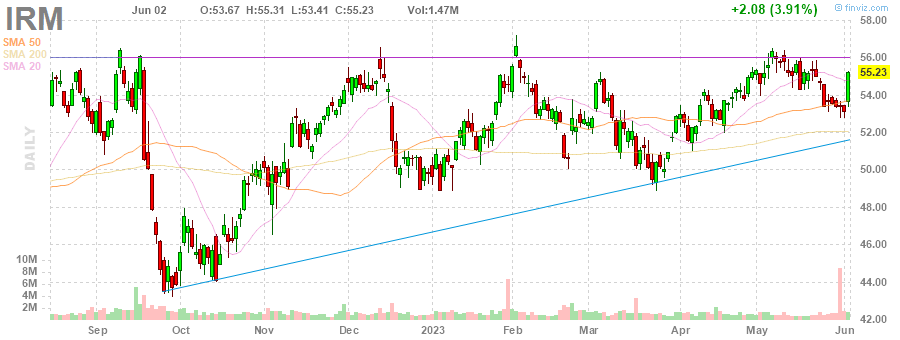 IRM
Jun 02 O:53.67 H:55.31 L:53.41 C:55.23 Vol:1.47M +2.08 (3.91%) © finviz.com
SMA 50
SMA 200
SMA 20
DAILY
58.00
56.00
55.23
54.00
52.00
50.00
48.00
46.00
44.00
42.00
10M
8M
6M
4M
2M
Sep Oct Nov Dec 2023 Feb Mar Apr May Jun